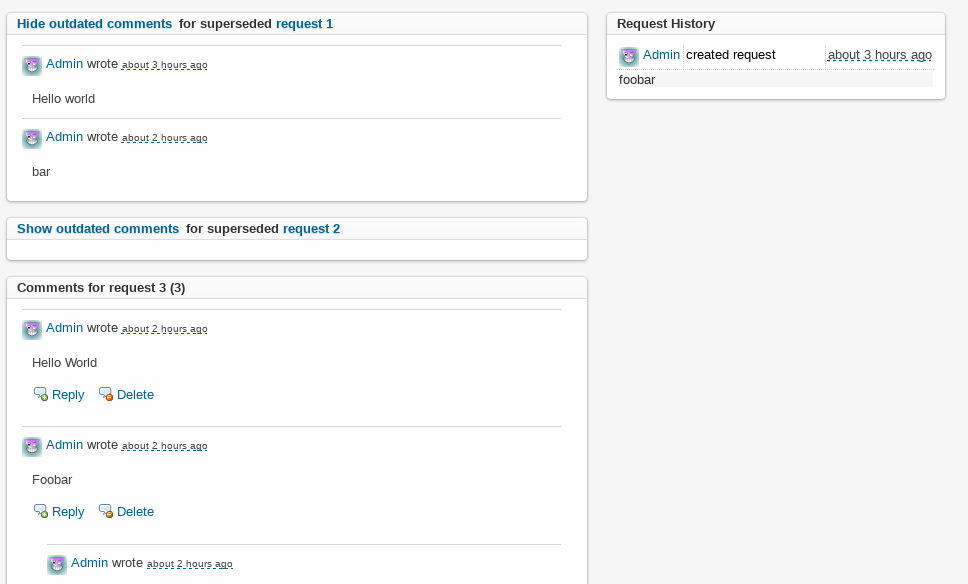 Hide outdated comments for superseded request 1
Admin wrote about 3 hours ago
Hello world
Admin wrote about 2 hours ago
bar
Show outdated comments for superseded request 2
Comments for request 3 (3)
Admin wrote about 2 hours ago
Hello World
Reply Delete
Admin wrote about 2 hours ago
Foobar
Reply Delete
Admin wrote about 2 hours ago
Request History
Admin created request about 3 hours ago
foobar